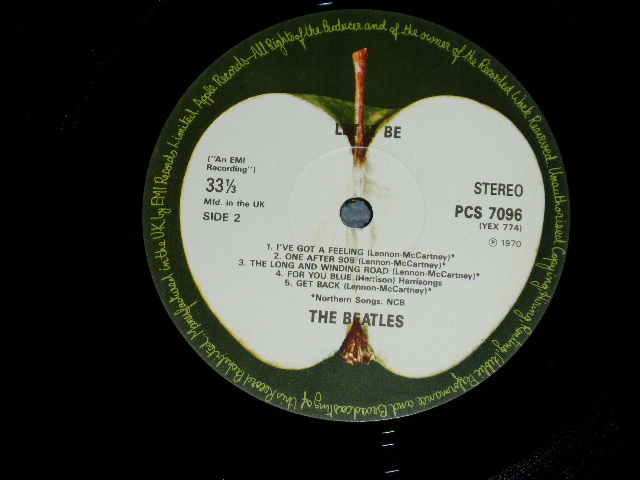 LET IT BE
("An EMI
Recording")
33⅓
Mfd. in the UK
SIDE 2
STEREO
PCS 7096
(YEX 774)
℗ 1970
1. I'VE GOT A FEELING (Lennon-McCartney)*
2. ONE AFTER 909 (Lennon-McCartney)*
3. THE LONG AND WINDING ROAD (Lennon-McCartney)*
4. FOR YOU BLUE (Harrison) Harrisongs
5. GET BACK (Lennon-McCartney)*
*Northern Songs. NCB
THE BEATLES
Manufactured in the U.K. by EMI Records Limited. Apple Records—All Rights of the Producer and of the owner of the Recorded Work Reserved. Unauthorised Copying, Hiring, Lending, Public Performance and Broadcasting of this Record Prohibited.